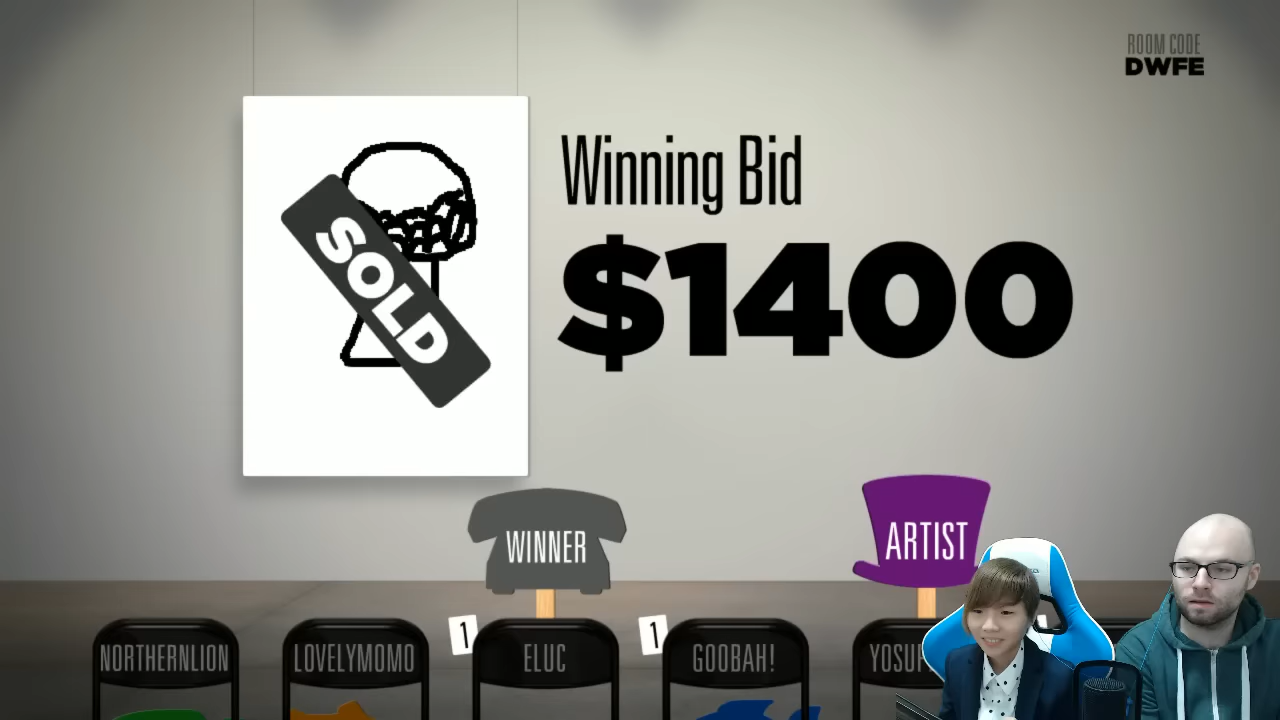 ROOM CODE
DWFE
Winning Bid
$1400
SOLD
WINNER
ARTIST
1
1
NORTHERNLION
LOVELYMOMO
ELUC
GOOBAH!